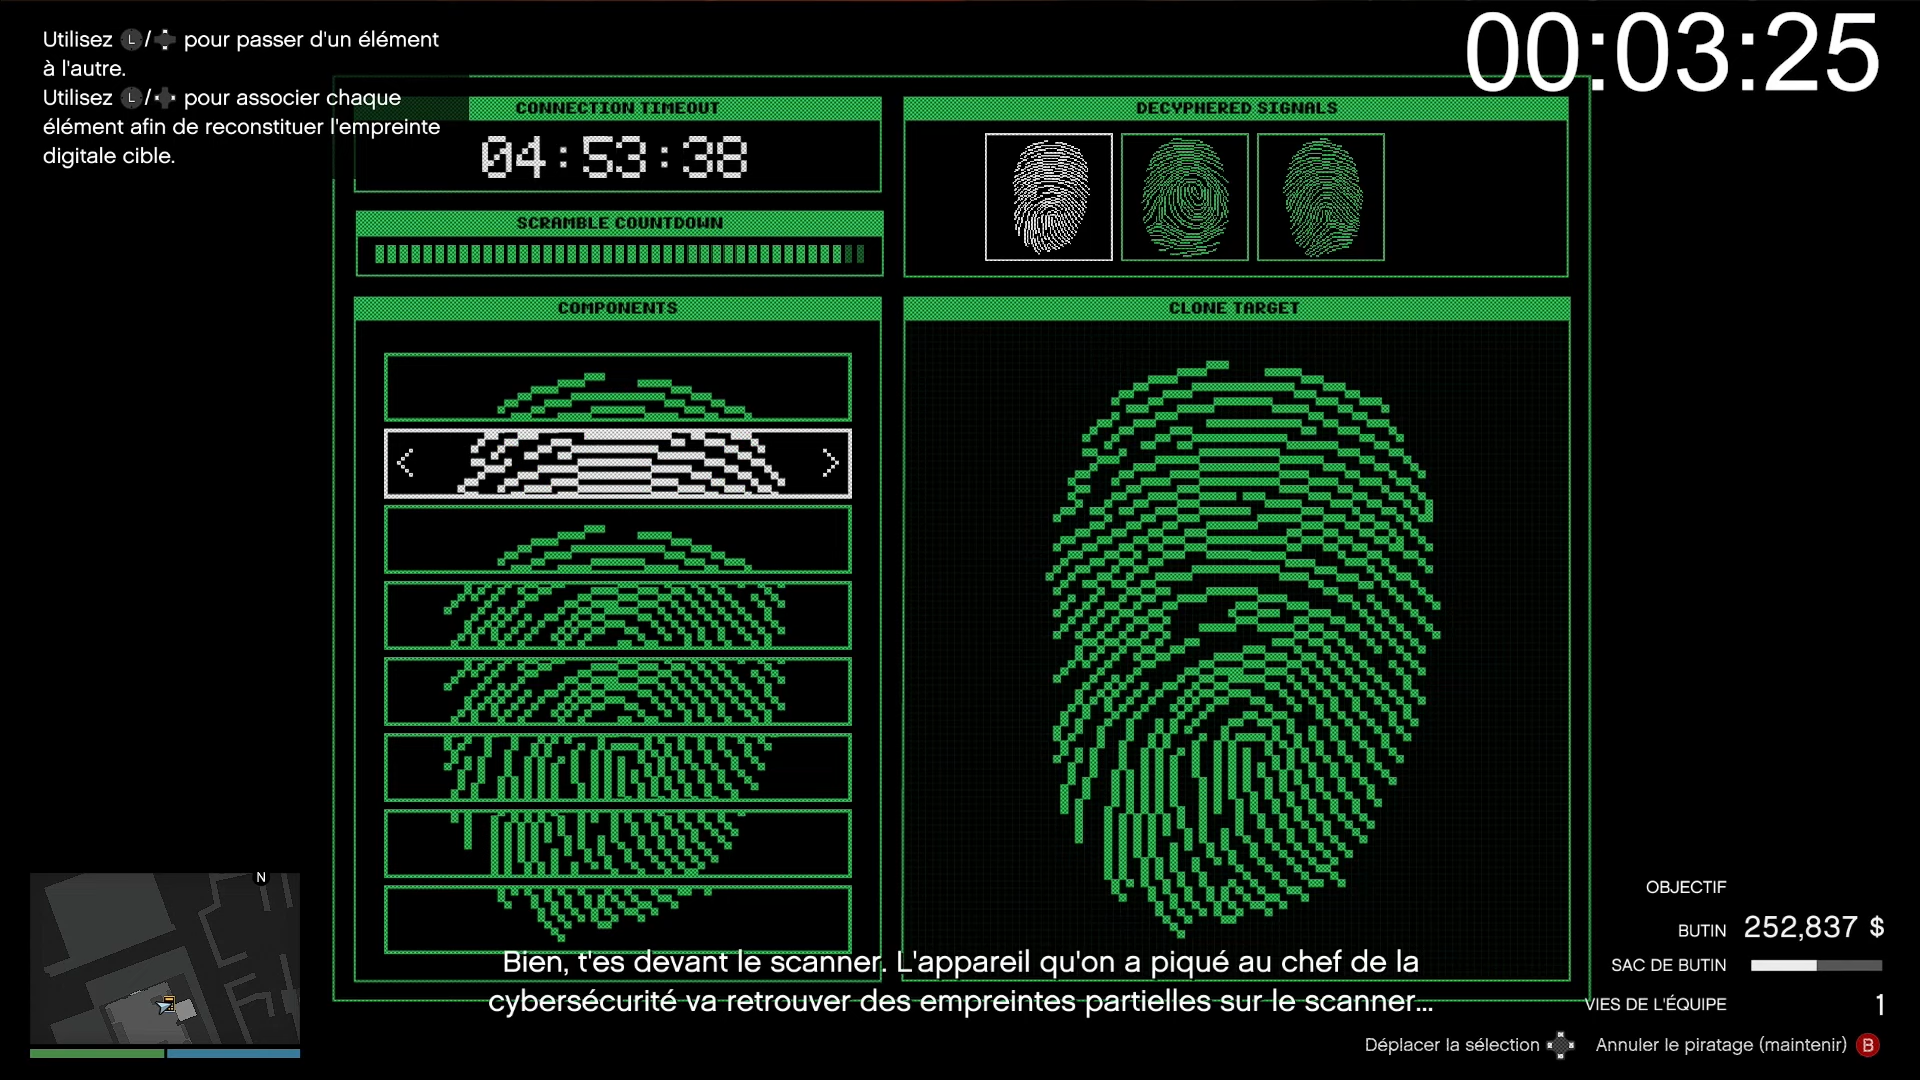 Utilisez L/ pour passer d'un élément
à l'autre.
Utilisez L/ pour associer chaque
élément afin de reconstituer l'empreinte
digitale cible.
00:03:25
CONNECTION TIMEOUT
04:53:38
DECYPHERED SIGNALS
SCRAMBLE COUNTDOWN
COMPONENTS
CLONE TARGET
N
OBJECTIF
BUTIN 252,837 $
SAC DE BUTIN
VIES DE L'ÉQUIPE 1
Bien, t'es devant le scanner. L'appareil qu'on a piqué au chef de la
cybersécurité va retrouver des empreintes partielles sur le scanner...
Déplacer la sélection Annuler le piratage (maintenir) B